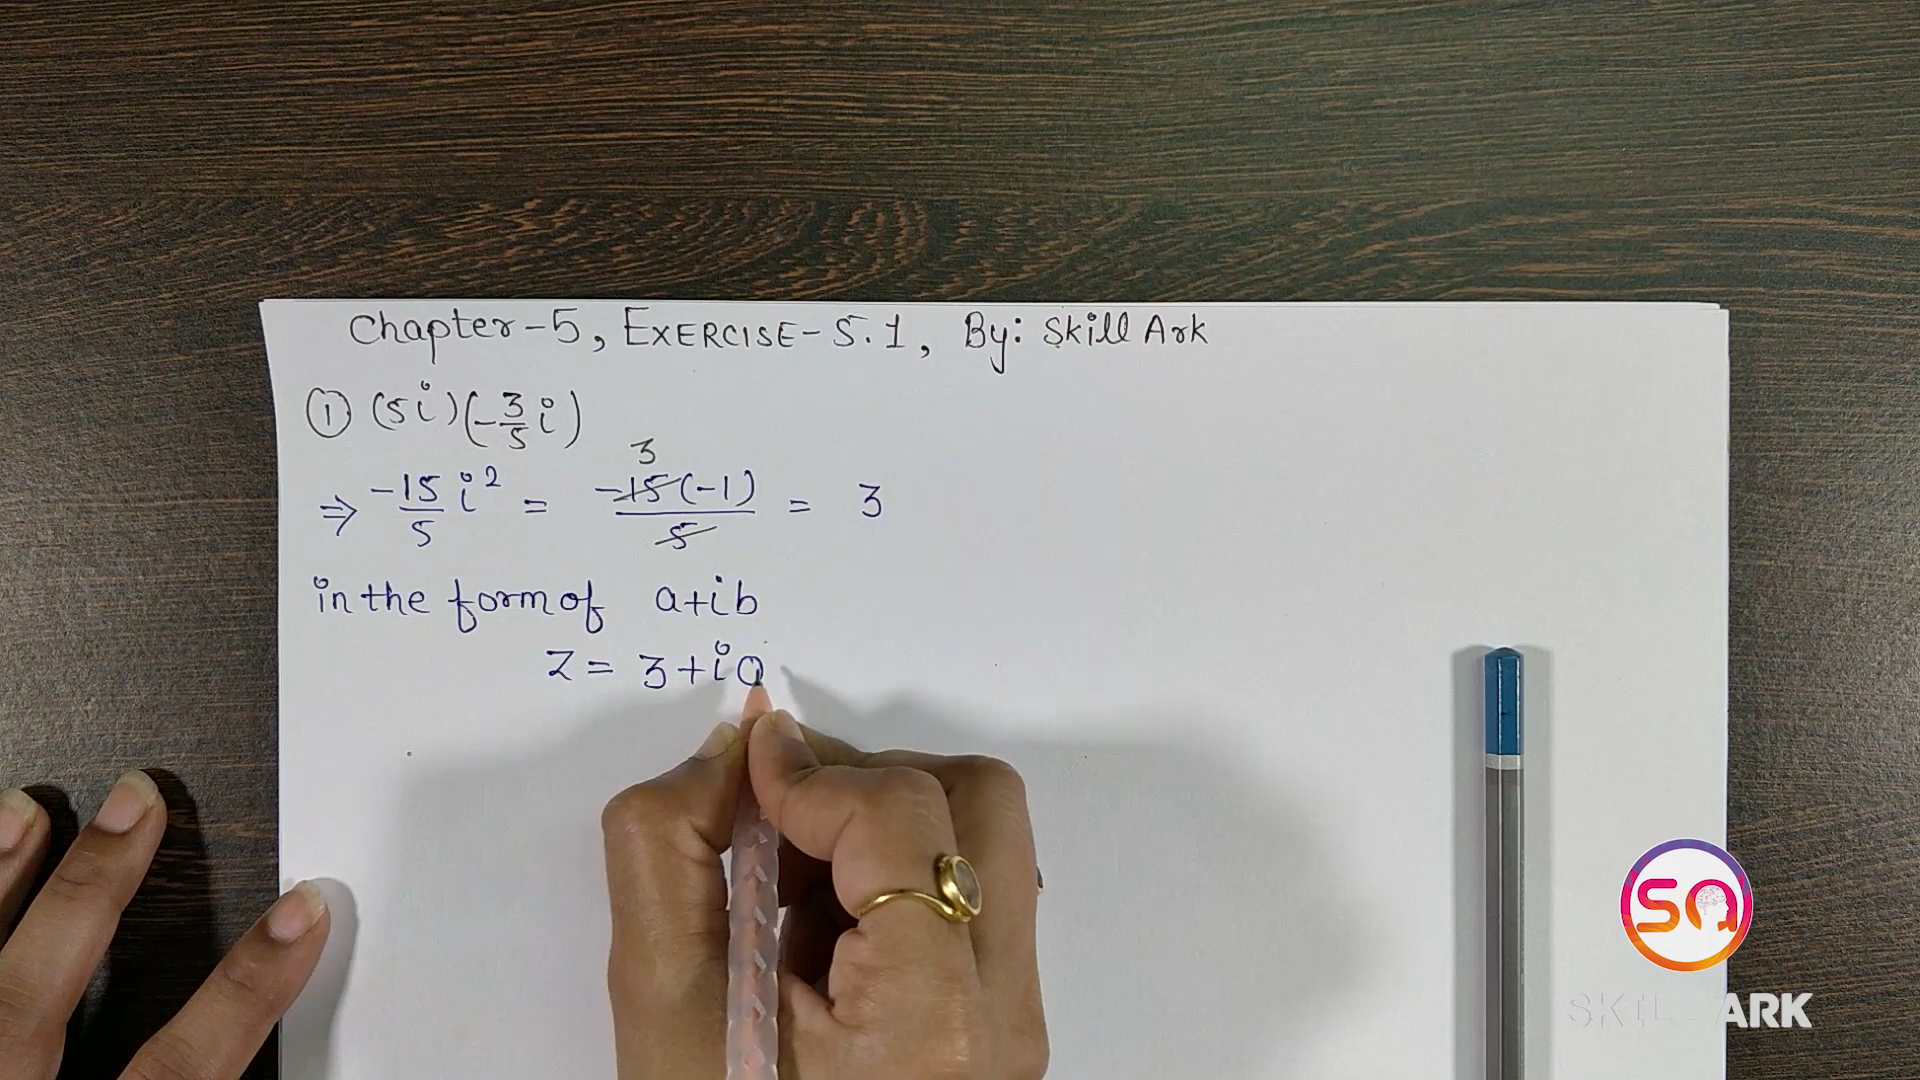 Chapter-5, EXERCISE-5.1, By: Skill Ark
① (5i)(-3/5 i)
⇒ -15/5 i² = -15(-1)/5 = 3
3
in the form of a+ib
z = 3+i0
SA
SKILL ARK